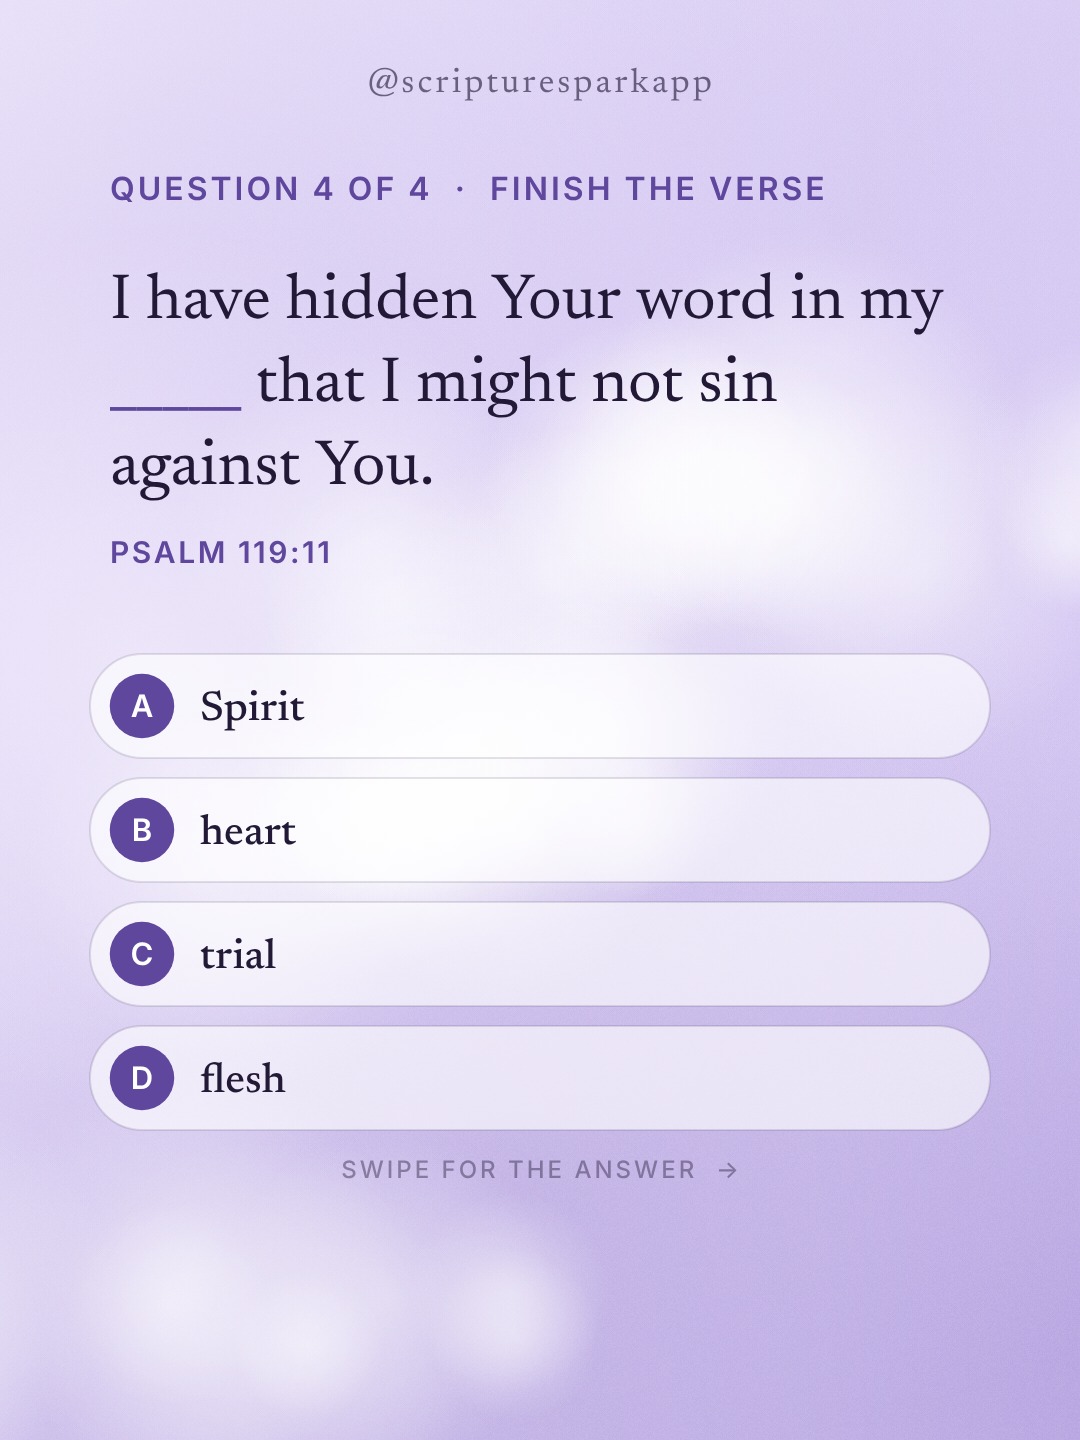 @scripturesparkapp
QUESTION 4 OF 4 · FINISH THE VERSE
I have hidden Your word in my
_____ that I might not sin
against You.
PSALM 119:11
A Spirit
B heart
C trial
D flesh
SWIPE FOR THE ANSWER →